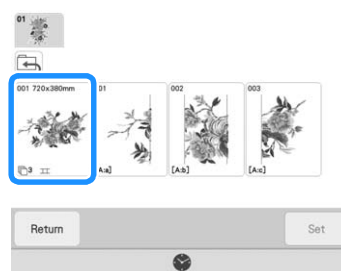 01
001 720x380mm
01
002
003
3
[A:a]
[A:b]
[A:c]
Return
Set